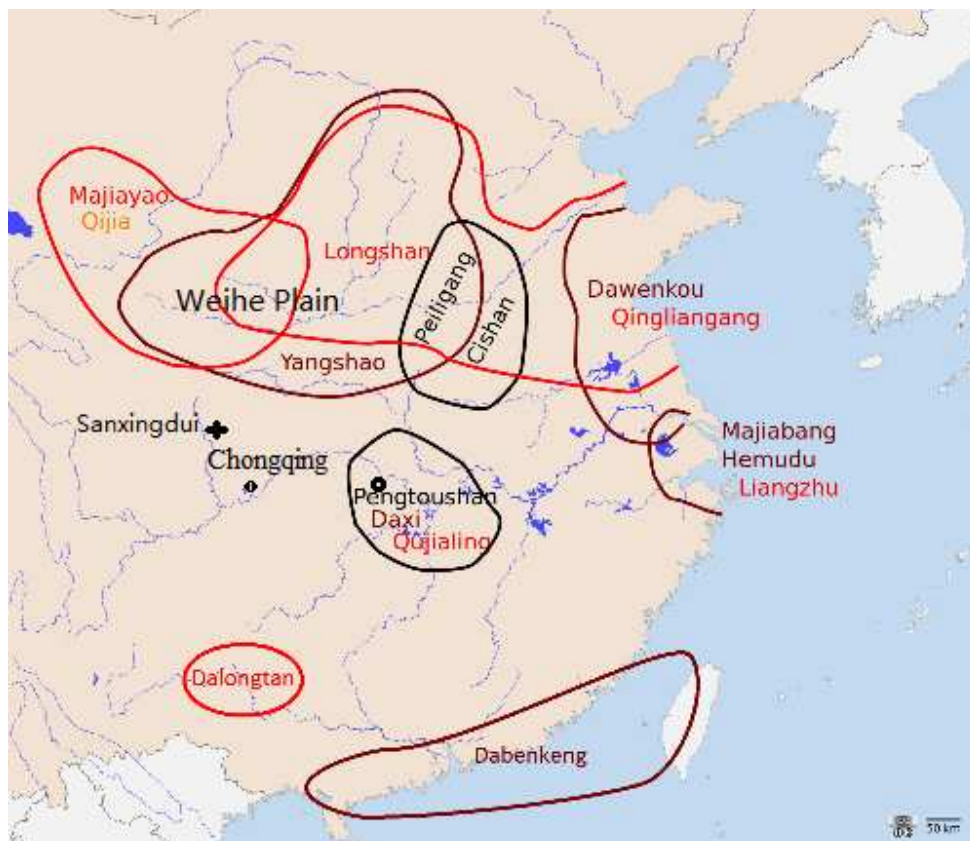 Majiayao
Qijia
Longshan
Weihe Plain
Peiligang
Cishan
Yangshao
Dawenkou
Qingliangang
Sanxingdui
Chongqing
Majiabang
Hemudu
Liangzhu
Pengtoushan
Daxi
Qujialing
Dalongtan
Dabenkeng
50 km